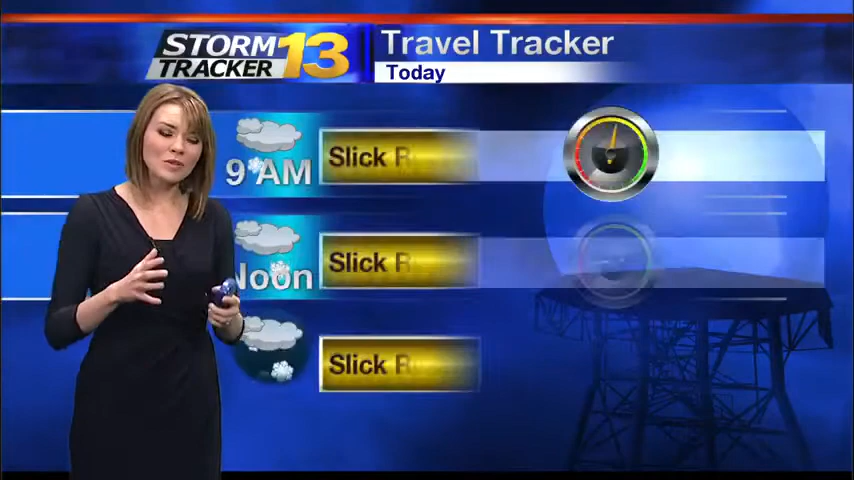 STORM 13 Travel Tracker
TRACKER Today
9 AM Slick
Noon Slick
Slick